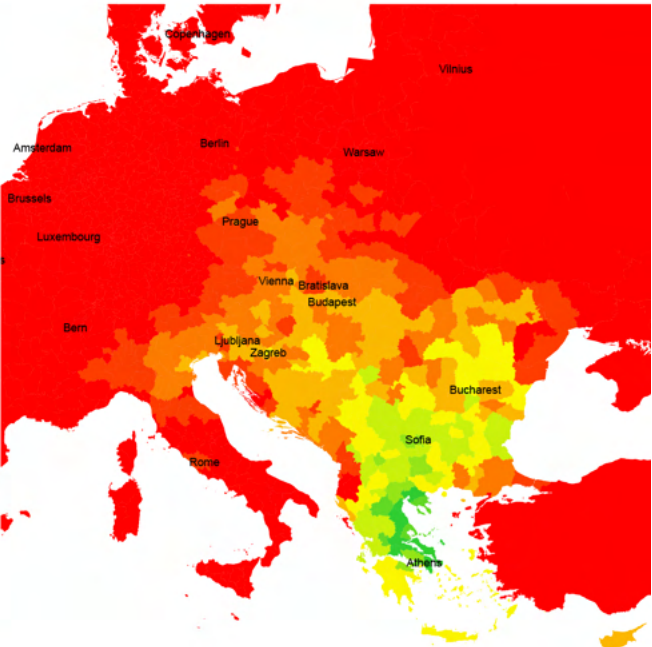 Copenhagen
Vilnius
Berlin
Amsterdam
Warsaw
Brussels
Prague
Luxembourg
s
Vienna
Bratislava
Budapest
Bern
Ljubljana
Zagreb
Bucharest
Sofia
Rome
Athens